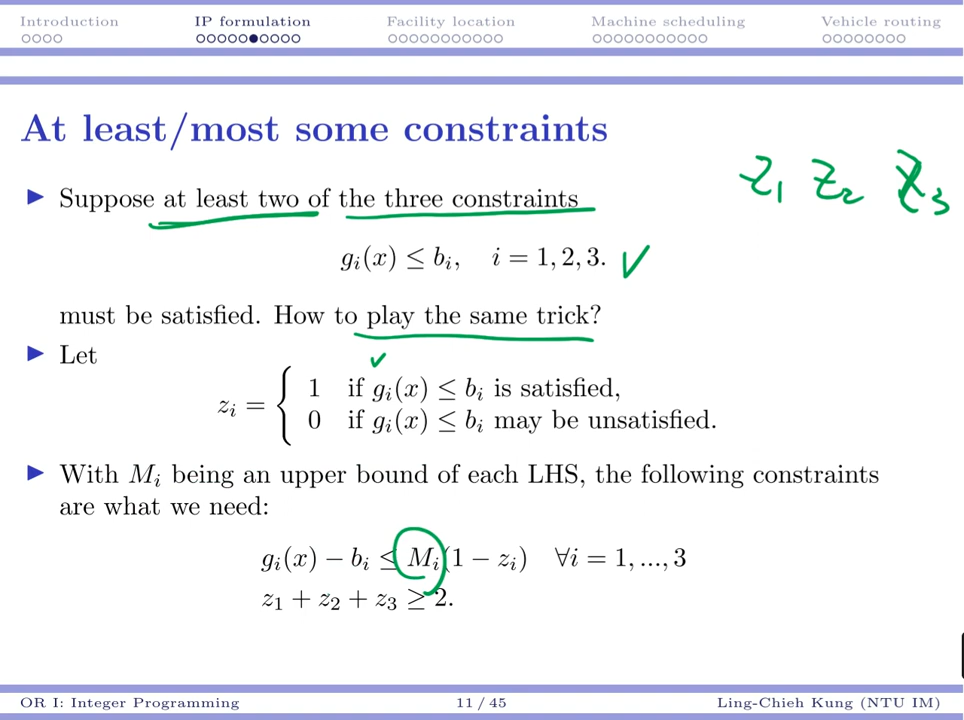 Introduction IP formulation Facility location Machine scheduling Vehicle routing
At least/most some constraints
z1 z2 z3
▶ Suppose at least two of the three constraints
gᵢ(x) ≤ bᵢ, i = 1, 2, 3.
must be satisfied. How to play the same trick?
▶ Let
zᵢ = { 1 if gᵢ(x) ≤ bᵢ is satisfied,
0 if gᵢ(x) ≤ bᵢ may be unsatisfied.
▶ With Mᵢ being an upper bound of each LHS, the following constraints
are what we need:
gᵢ(x) − bᵢ ≤ Mᵢ(1 − zᵢ) ∀i = 1, ..., 3
z₁ + z₂ + z₃ ≥ 2.
OR I: Integer Programming 11 / 45 Ling-Chieh Kung (NTU IM)